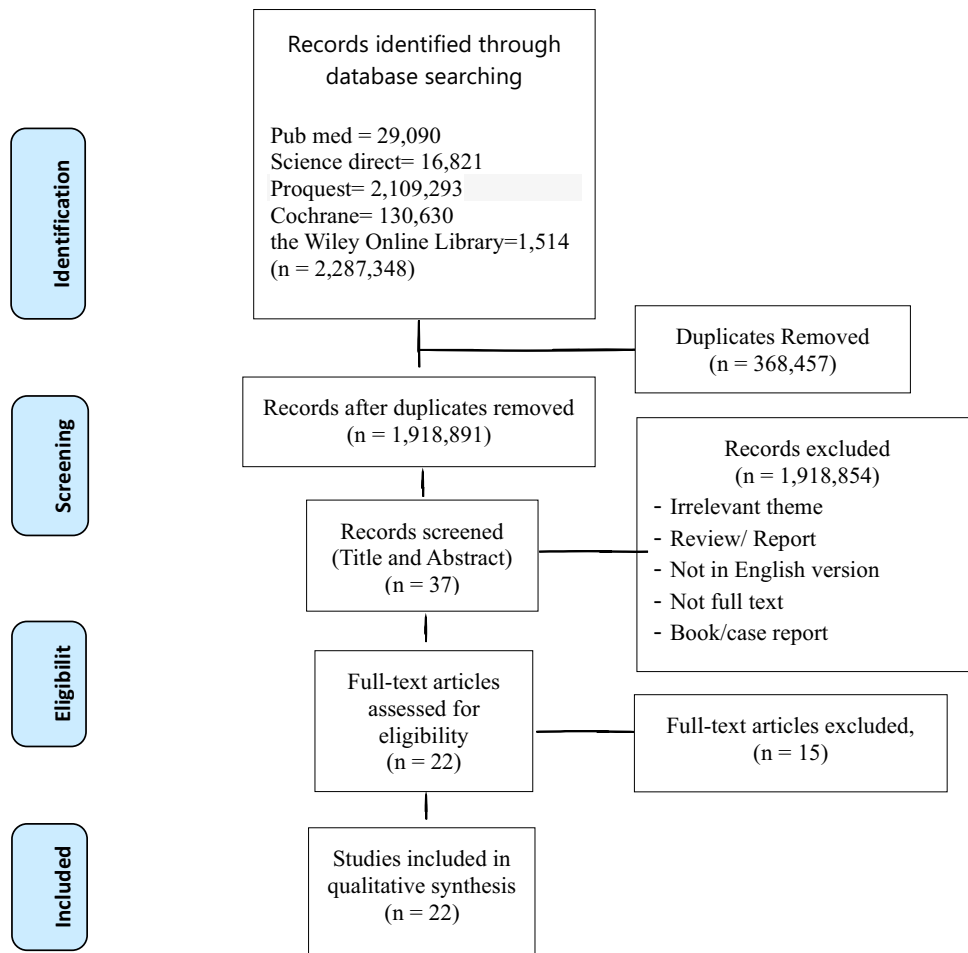 Records identified through
database searching
Pub med = 29,090
Science direct= 16,821
Proquest= 2,109,293
Cochrane= 130,630
the Wiley Online Library=1,514
(n = 2,287,348)
Identification
Duplicates Removed
(n = 368,457)
Records after duplicates removed
(n = 1,918,891)
Screening
Records excluded
(n = 1,918,854)
- Irrelevant theme
- Review/ Report
- Not in English version
- Not full text
- Book/case report
Records screened
(Title and Abstract)
(n = 37)
Eligibilit
Full-text articles
assessed for
eligibility
(n = 22)
Full-text articles excluded,
(n = 15)
Included
Studies included in
qualitative synthesis
(n = 22)